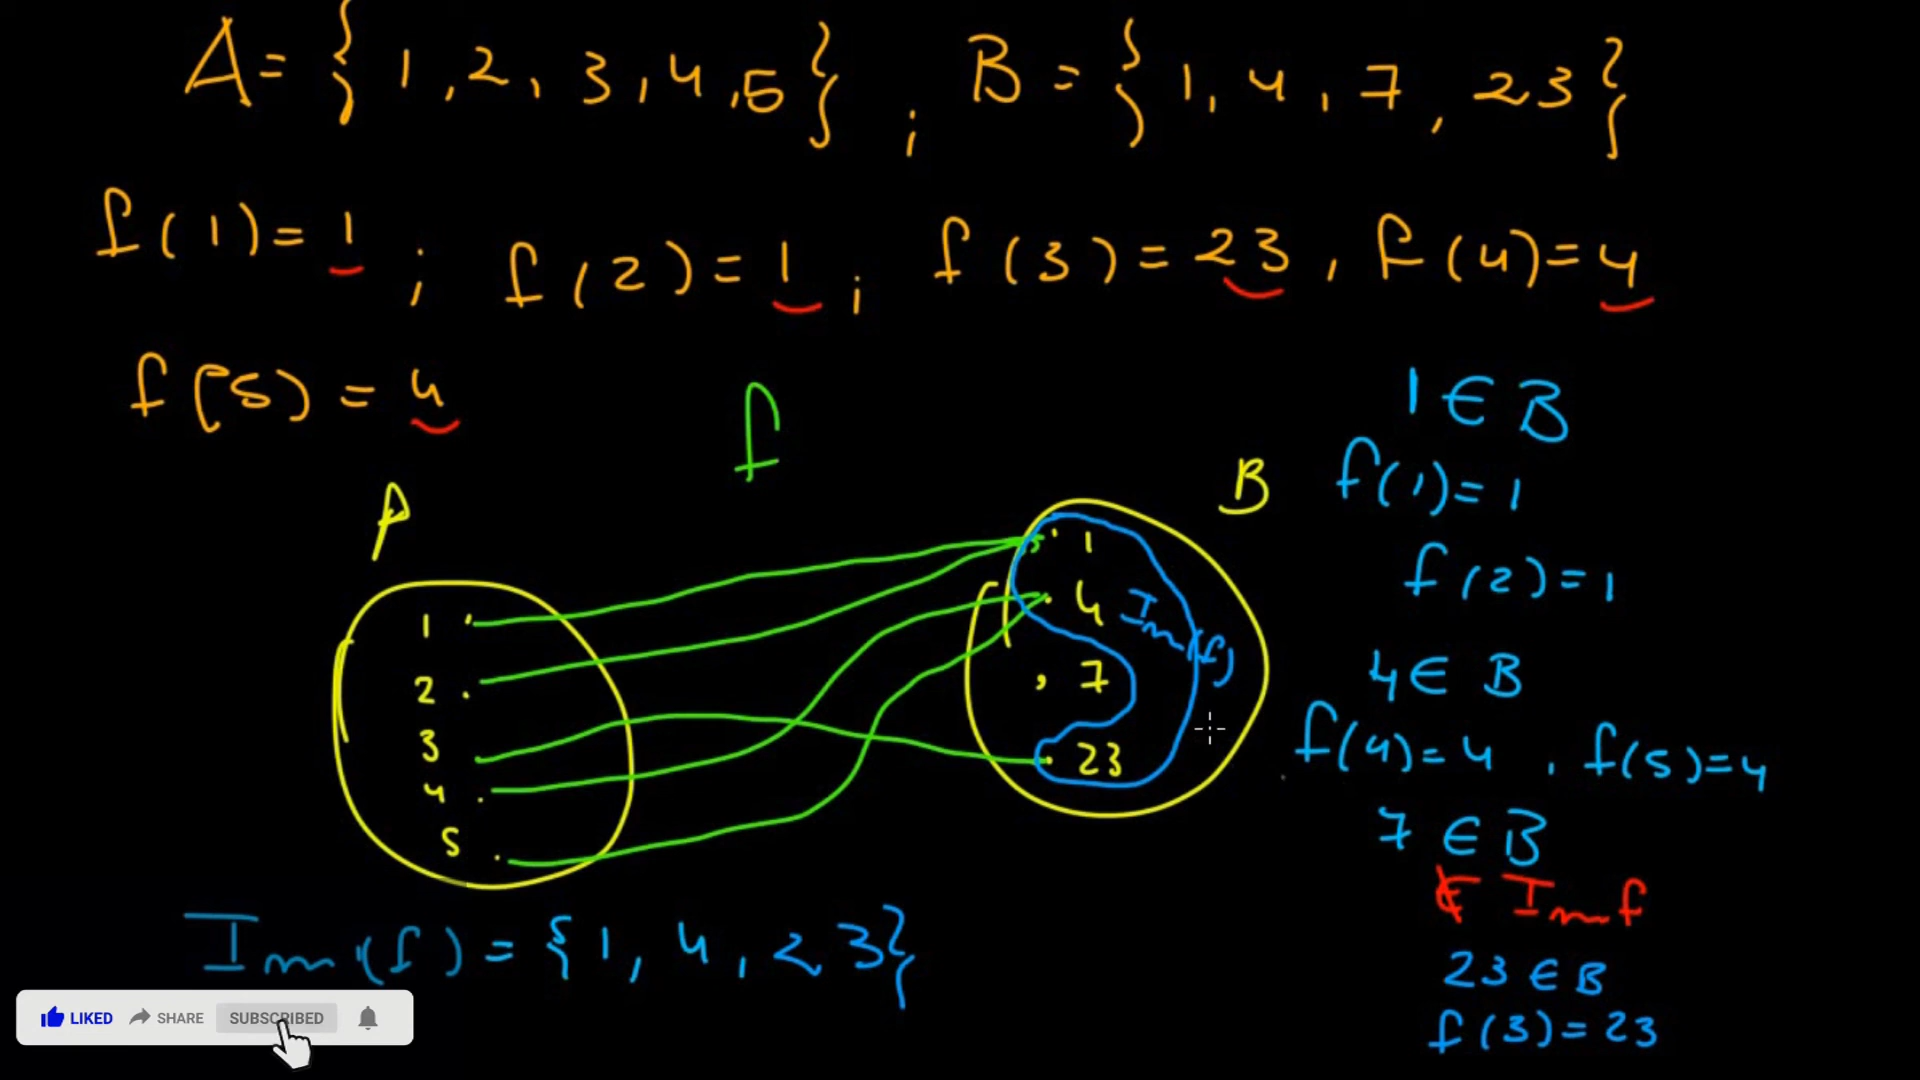 A = { 1, 2, 3, 4, 5 } ; B = { 1, 4, 7, 23 }
f(1) = 1 ; f(2) = 1 ; f(3) = 23 , f(4) = 4
f(5) = 4
f
A
B
1
2
3
4
5
1
4
7
23
Im(f)
1 ∈ B
f(1) = 1
f(2) = 1
4 ∈ B
f(4) = 4 , f(5) = 4
7 ∈ B
∉ Im f
23 ∈ B
f(3) = 23
Im(f) = {1, 4, 23}
LIKED SHARE SUBSCRIBED